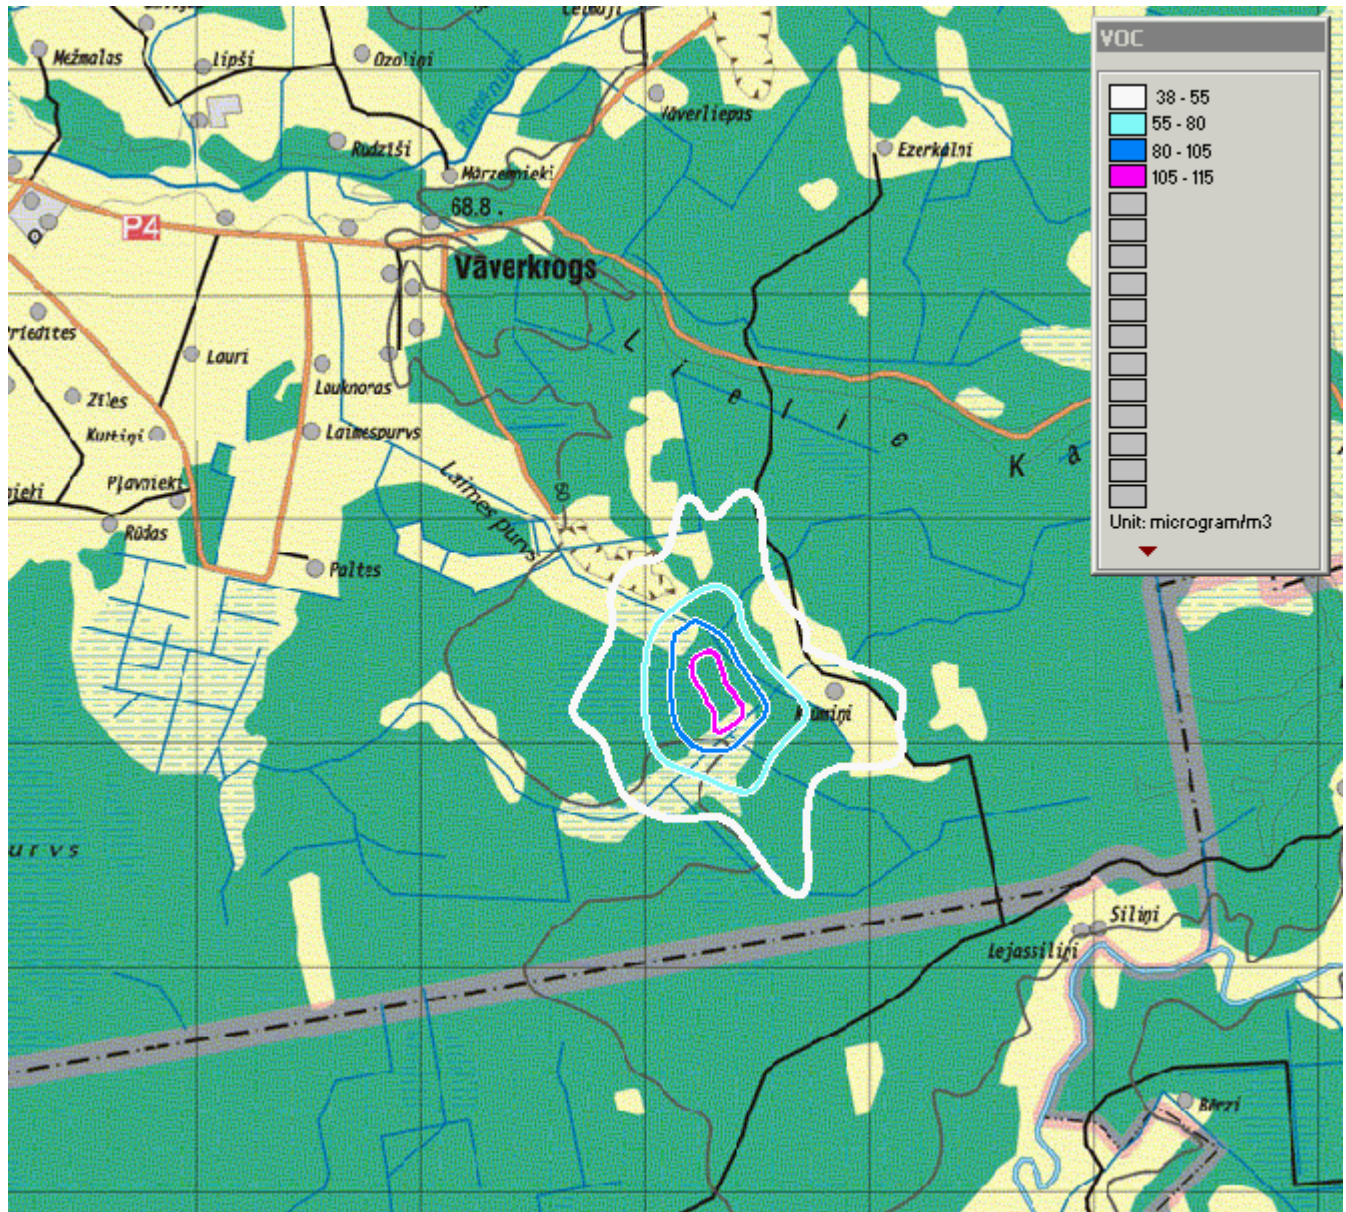 VOC
38 - 55
55 - 80
80 - 105
105 - 115
Unit: microgram/m3
Mežmalas
Lipši
Ozoliņi
Vāverliepas
Ezerkalni
Rudzīši
Mārzemnieki
68.8 .
P4
Vāverkrogs
Priedītes
Lauri
Lauknoras
Zīles
Kurtiņi
Laimespurvs
L i e l i e
K a
Pļavnieki
Rūdas
Laimes purvs
50
Paltes
urvs
Siliņi
Lejassiliņi
Bērzi